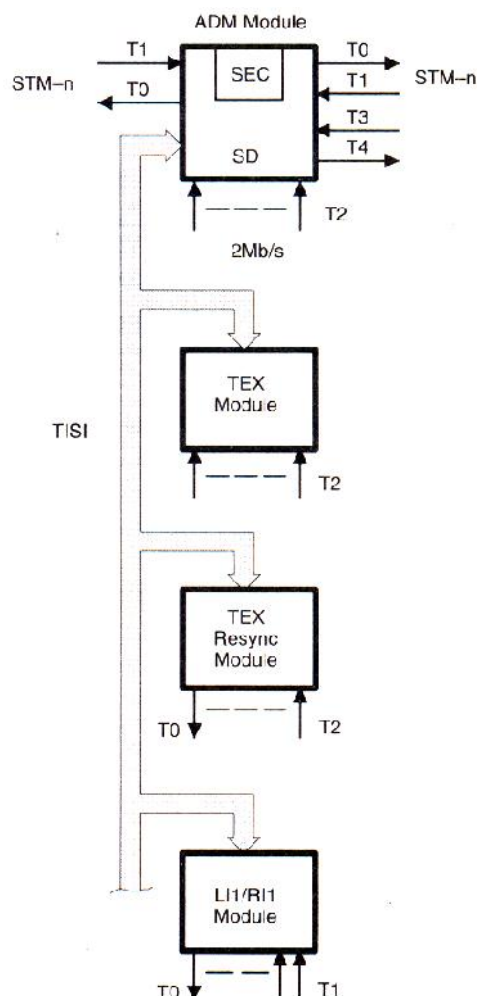 ADM Module
T1
SEC
T0
STM–n
T1
STM–n
T0
T3
SD
T4
T2
2Mb/s
TEX
Module
TISI
T2
TEX
Resync
Module
T0
T2
LI1/RI1
Module
T0
T1